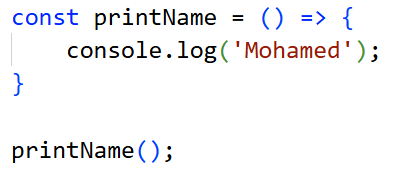 const printName = () => {
    console.log('Mohamed');
}

printName();